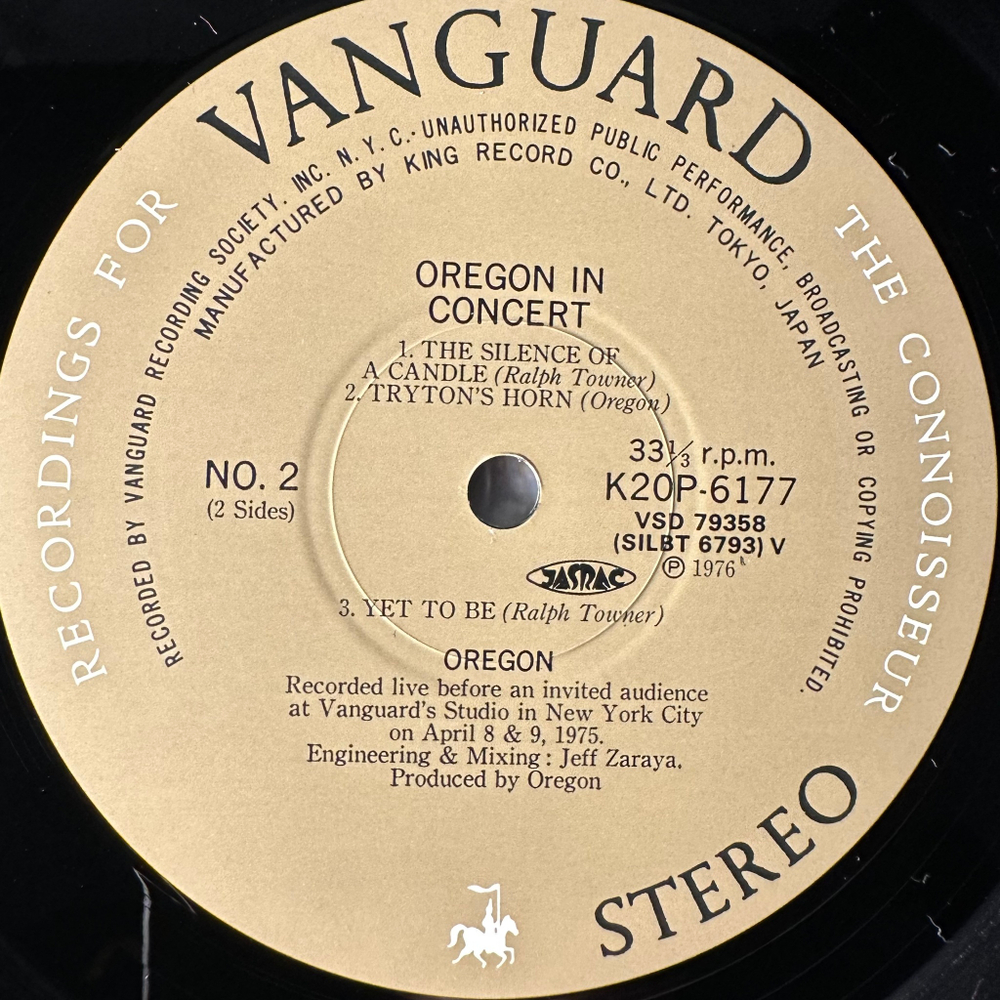 VANGUARD
RECORDINGS FOR THE CONNOISSEUR
RECORDED BY VANGUARD RECORDING SOCIETY. INC. N. Y. C.· UNAUTHORIZED PUBLIC PERFORMANCE, BROADCASTING OR COPYING PROHIBITED.
MANUFACTURED BY KING RECORD CO., LTD. TOKYO, JAPAN
OREGON IN
CONCERT
1. THE SILENCE OF
A CANDLE (Ralph Towner)
2. TRYTON'S HORN (Oregon)
NO. 2
(2 Sides)
33 1/3 r.p.m.
K20P-6177
VSD 79358
(SILBT 6793) V
Ⓟ 1976
JASRAC
3. YET TO BE (Ralph Towner)
OREGON
Recorded live before an invited audience
at Vanguard's Studio in New York City
on April 8 & 9, 1975.
Engineering & Mixing : Jeff Zaraya.
Produced by Oregon
STEREO